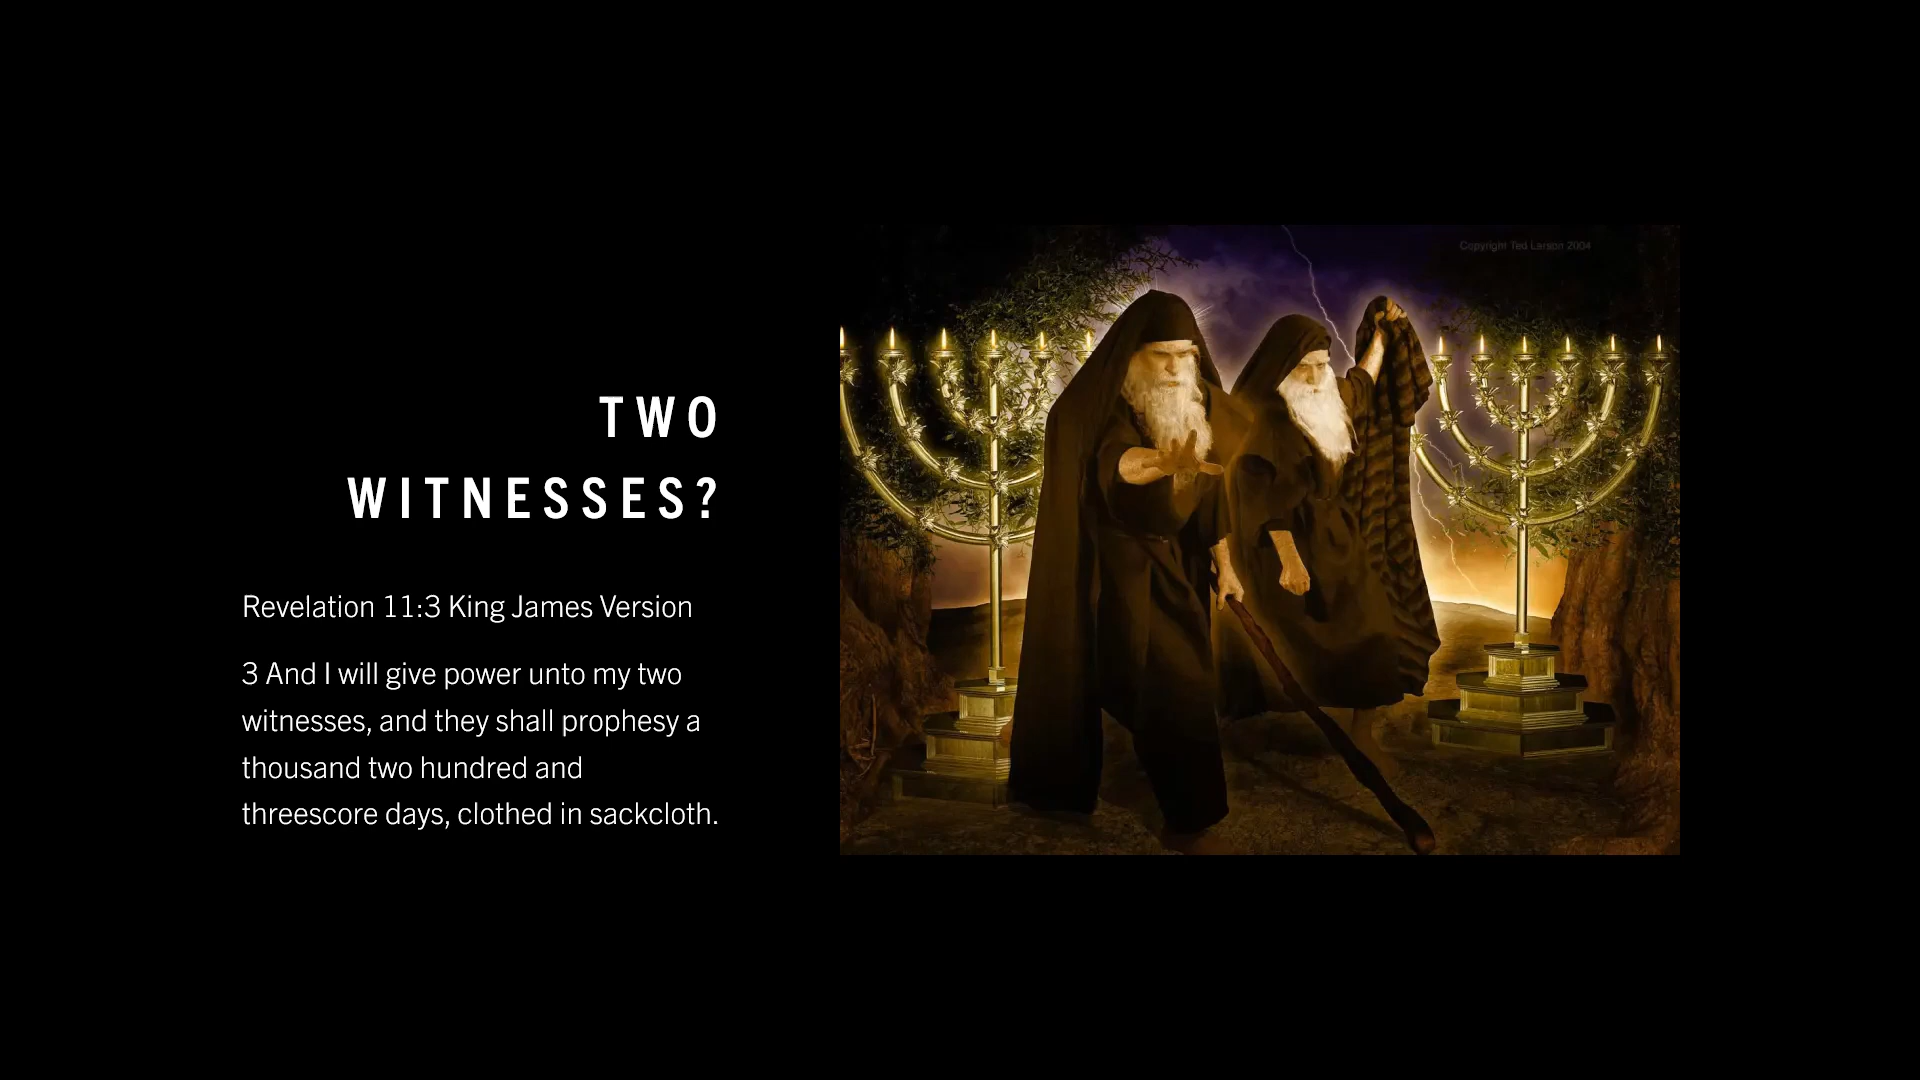 TWO
WITNESSES?
Revelation 11:3 King James Version
3 And I will give power unto my two
witnesses, and they shall prophesy a
thousand two hundred and
threescore days, clothed in sackcloth.
Copyright Ted Larson 2004